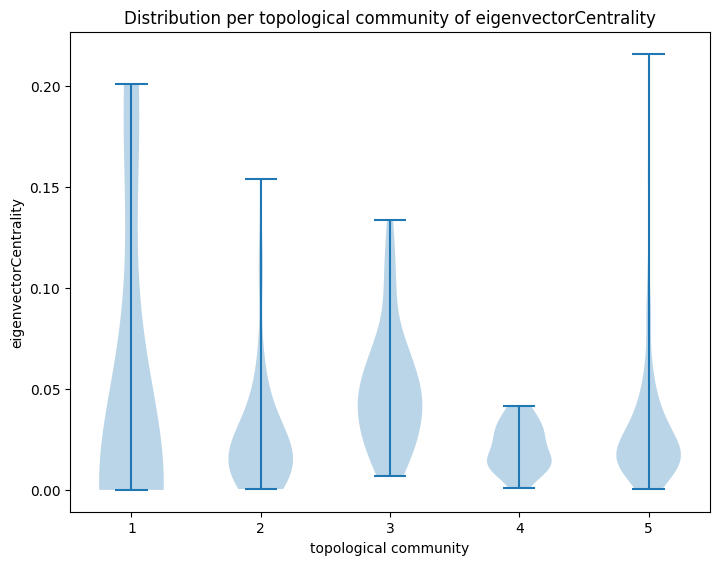 Distribution per topological community of eigenvectorCentrality
eigenvectorCentrality
0.20
0.15
0.10
0.05
0.00
1 2 3 4 5
topological community